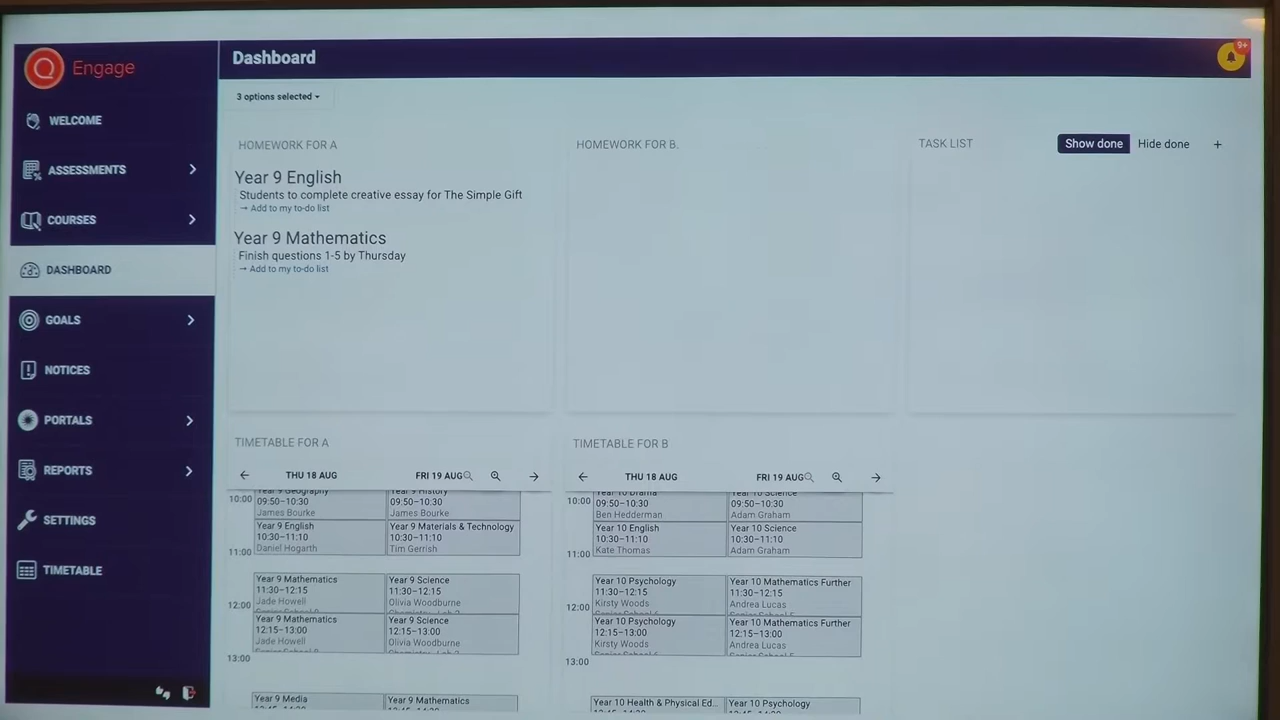 Engage
WELCOME
ASSESSMENTS
COURSES
DASHBOARD
GOALS
NOTICES
PORTALS
REPORTS
SETTINGS
TIMETABLE
Dashboard
9+
3 options selected
HOMEWORK FOR A
Year 9 English
Students to complete creative essay for The Simple Gift
→ Add to my to-do list
Year 9 Mathematics
Finish questions 1-5 by Thursday
→ Add to my to-do list
HOMEWORK FOR B.
TASK LIST
Show done
Hide done
+
TIMETABLE FOR A
← THU 18 AUG FRI 19 AUG →
10:00
11:00
12:00
13:00
Year 9 Geography
09:50–10:30
James Bourke
Year 9 English
10:30–11:10
Daniel Hogarth
Year 9 Mathematics
11:30–12:15
Jade Howell
Year 9 Mathematics
12:15–13:00
Jade Howell
Year 9 Media
Year 9 History
09:50–10:30
James Bourke
Year 9 Materials & Technology
10:30–11:10
Tim Gerrish
Year 9 Science
11:30–12:15
Olivia Woodburne
Year 9 Science
12:15–13:00
Olivia Woodburne
Year 9 Mathematics
TIMETABLE FOR B
← THU 18 AUG FRI 19 AUG →
10:00
11:00
12:00
13:00
Year 10 Drama
09:50–10:30
Ben Hedderman
Year 10 English
10:30–11:10
Kate Thomas
Year 10 Psychology
11:30–12:15
Kirsty Woods
Year 10 Psychology
12:15–13:00
Kirsty Woods
Year 10 Health & Physical Ed...
Year 10 Science
09:50–10:30
Adam Graham
Year 10 Science
10:30–11:10
Adam Graham
Year 10 Mathematics Further
11:30–12:15
Andrea Lucas
Year 10 Mathematics Further
12:15–13:00
Andrea Lucas
Year 10 Psychology